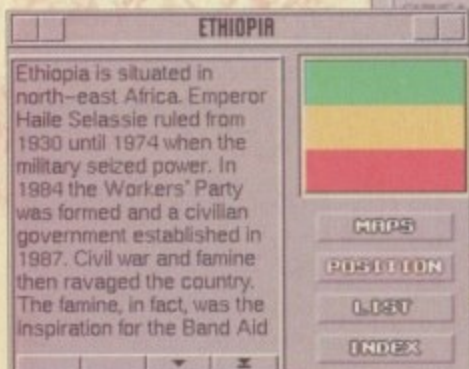 ETHIOPIA
Ethiopia is situated in
north-east Africa. Emperor
Haile Selassie ruled from
1930 until 1974 when the
military seized power. In
1984 the Workers' Party
was formed and a civilian
government established in
1987. Civil war and famine
then ravaged the country.
The famine, in fact, was the
inspiration for the Band Aid
MAPS
POSITION
LIST
INDEX